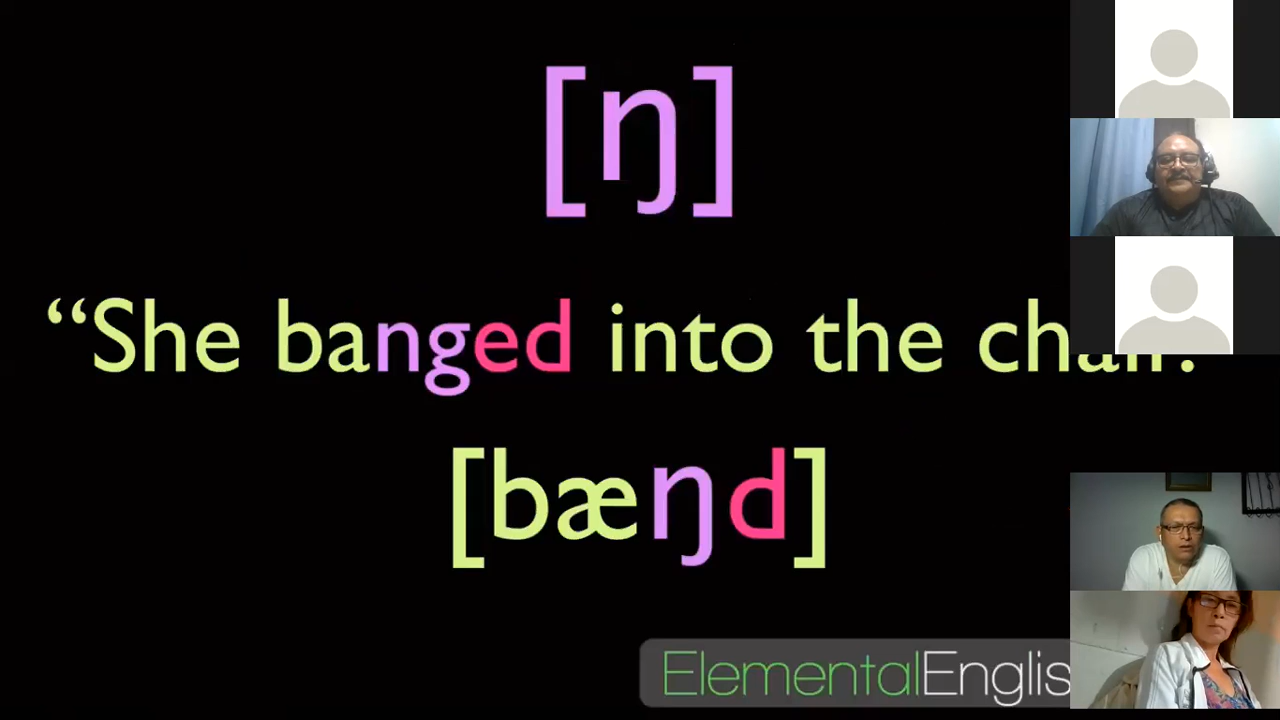 [ŋ]
“She banged into the
[bæŋd]
ElementalEnglis